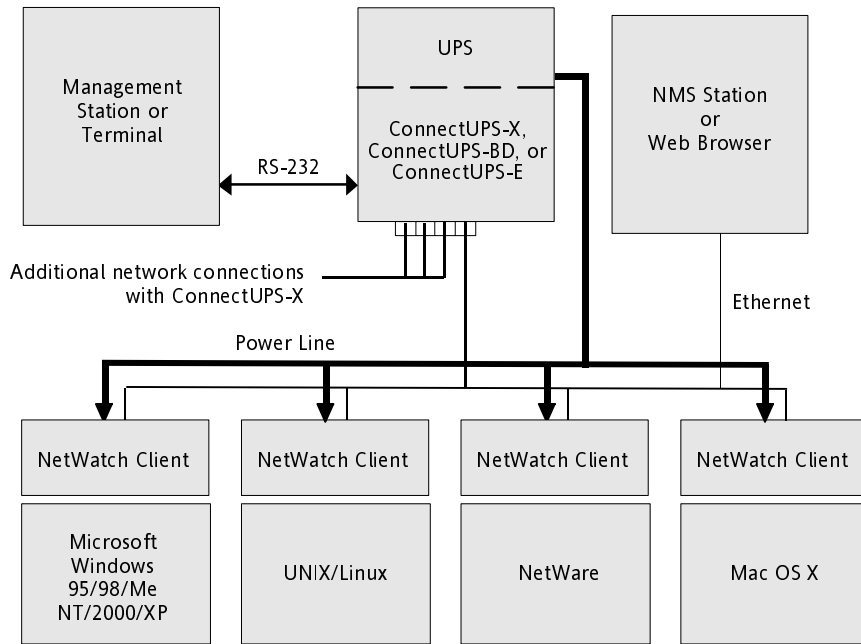 Management
Station or
Terminal
RS-232
UPS
ConnectUPS-X,
ConnectUPS-BD, or
ConnectUPS-E
NMS Station
or
Web Browser
Additional network connections
with ConnectUPS-X
Ethernet
Power Line
NetWatch Client
NetWatch Client
NetWatch Client
NetWatch Client
Microsoft
Windows
95/98/Me
NT/2000/XP
UNIX/Linux
NetWare
Mac OS X